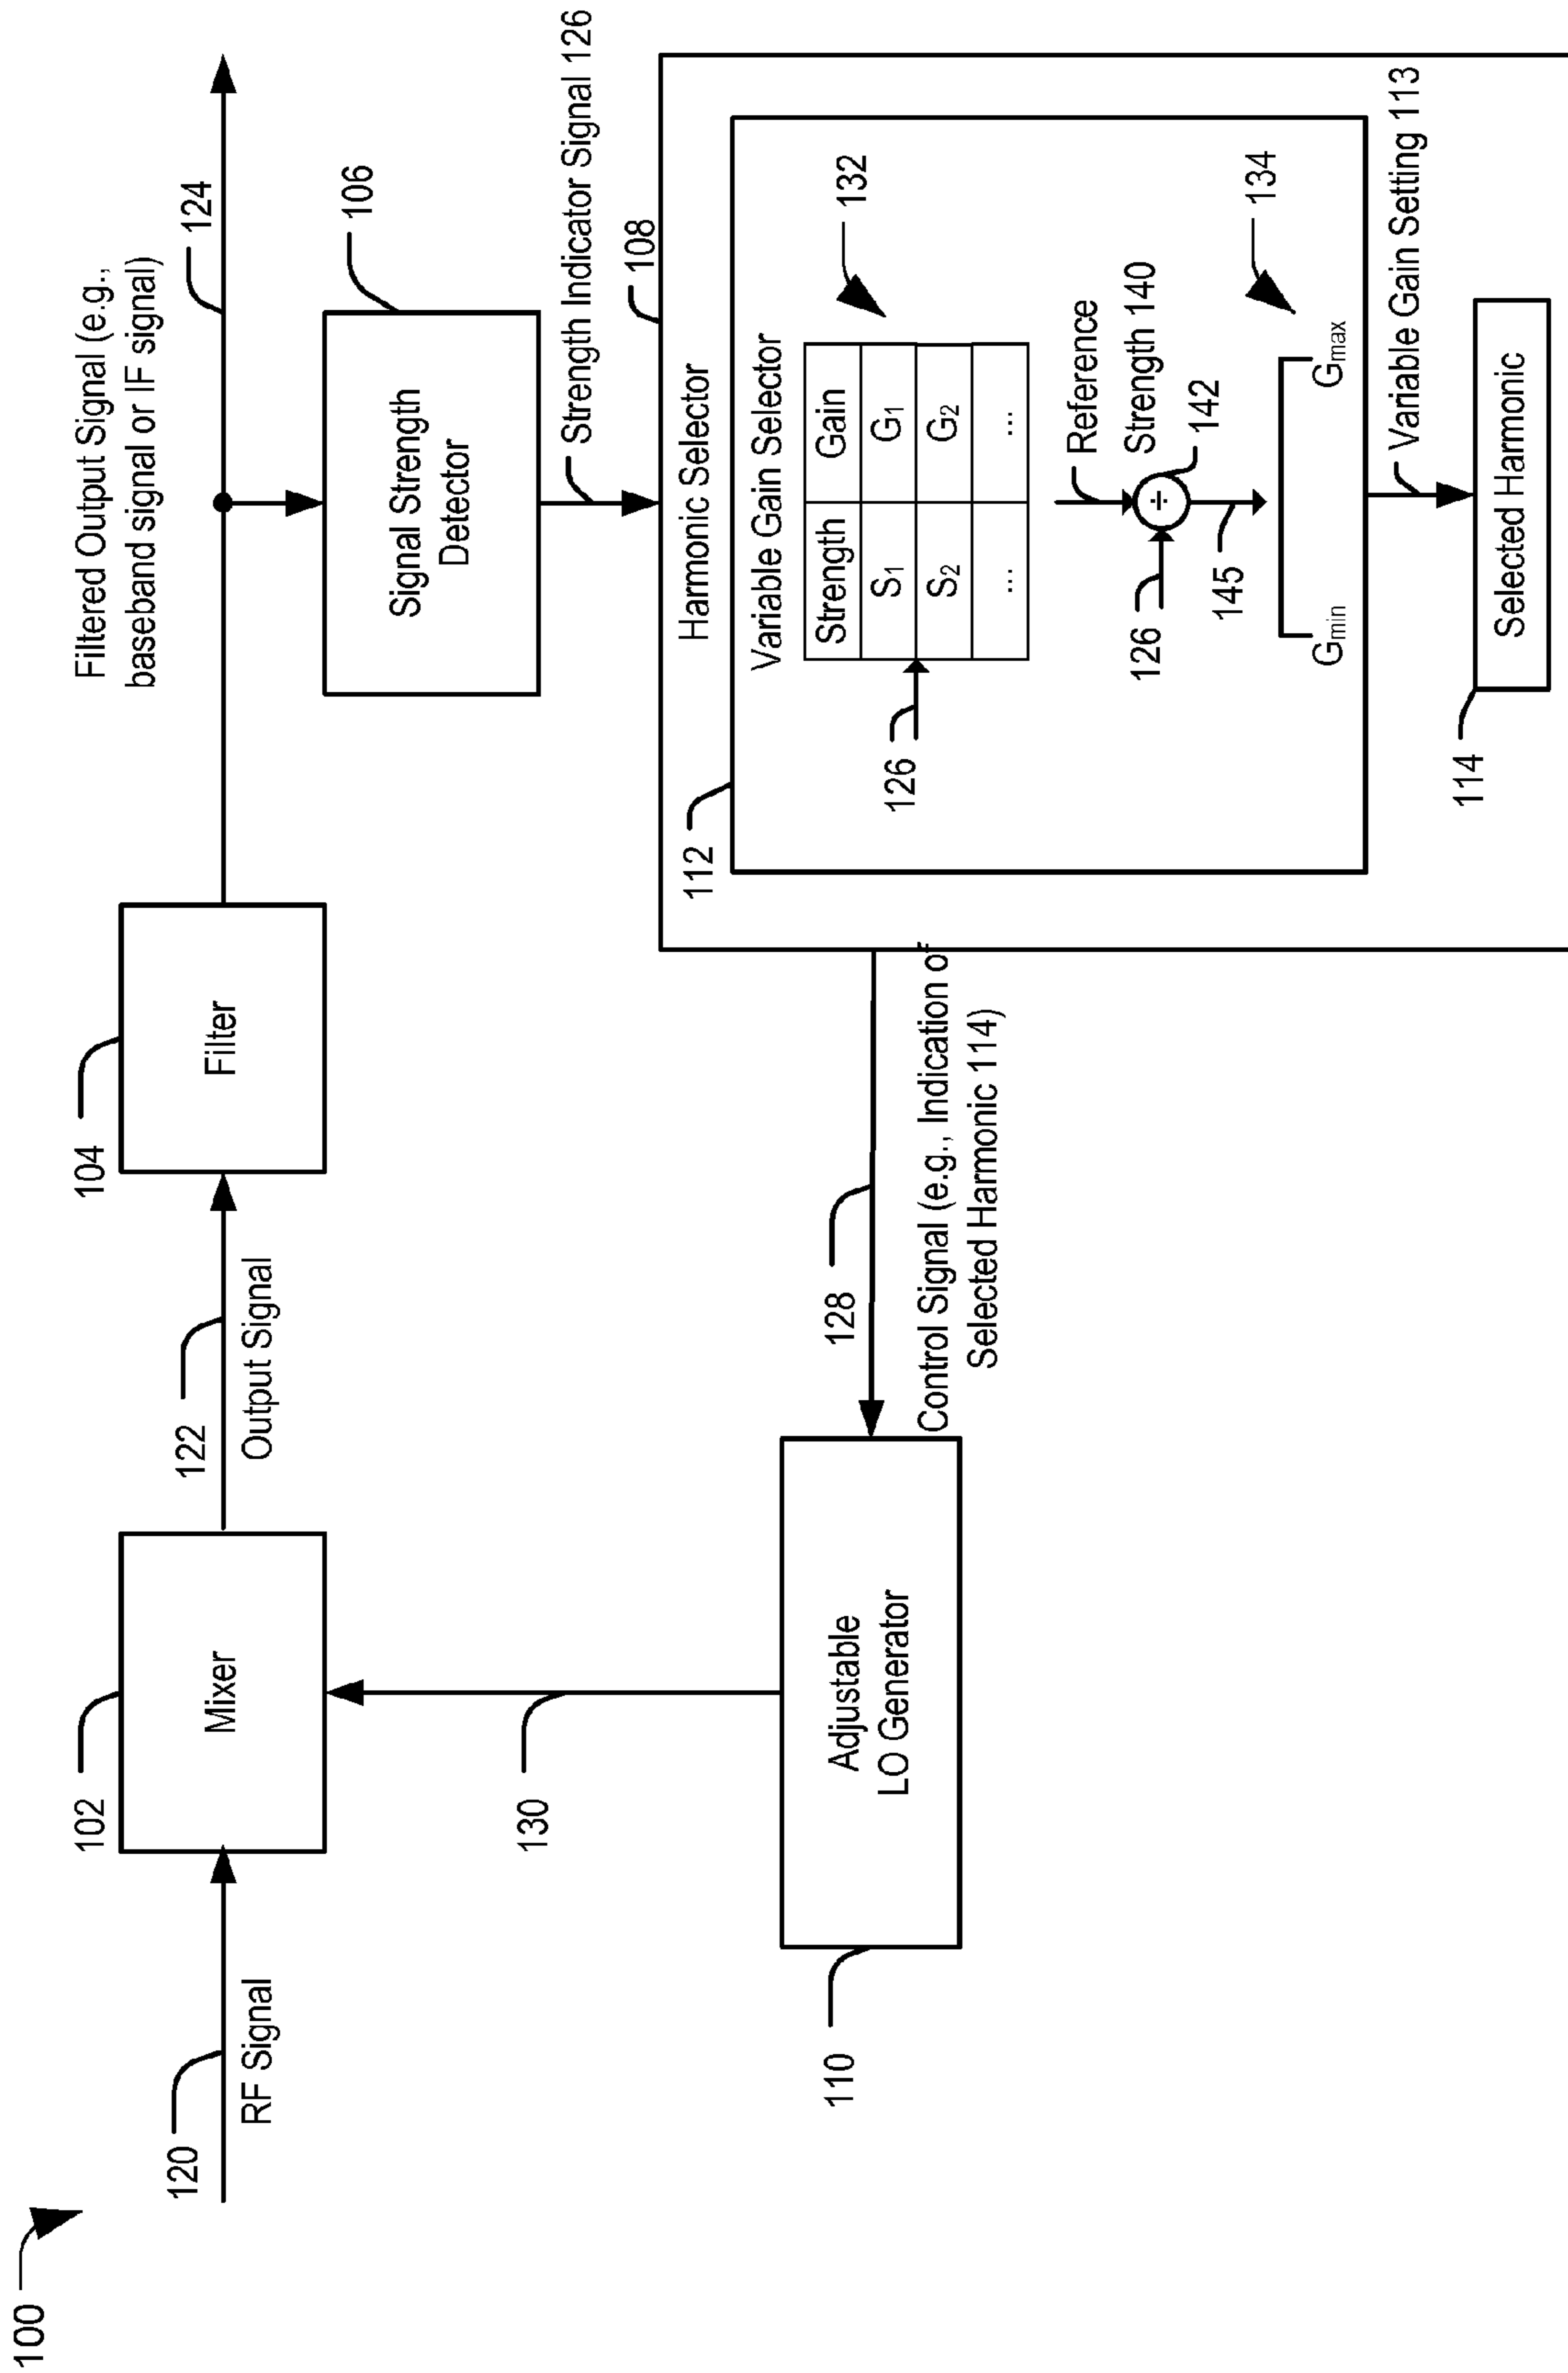 100
120
RF Signal
102
Mixer
122
Output Signal
104
Filter
Filtered Output Signal (e.g.,
baseband signal or IF signal)
124
106
Signal Strength
Detector
Strength Indicator Signal 126
108
Harmonic Selector
112
Variable Gain Selector
Strength Gain
S1 G1
S2 G2
... ...
126
132
Reference
Strength 140
÷
142
126
145
134
Gmin Gmax
Variable Gain Setting 113
114
Selected Harmonic
128
Control Signal (e.g., Indication of
Selected Harmonic 114)
130
110
Adjustable
LO Generator